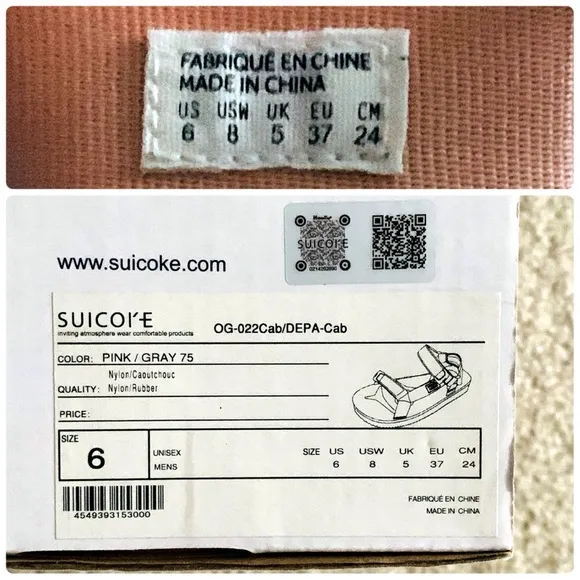 FABRIQUÉ EN CHINE
MADE IN CHINA
US USW UK EU CM
6 8 5 37 24
SUICOKE
0214202890
www.suicoke.com
SUICOKE
inviting atmosphere wear comfortable products
OG-022Cab/DEPA-Cab
COLOR: PINK / GRAY 75
Nylon/Caoutchouc
QUALITY: Nylon/Rubber
PRICE:
SIZE
6
UNISEX
MENS
SIZE US USW UK EU CM
6 8 5 37 24
4549393153000
FABRIQUÉ EN CHINE
MADE IN CHINA